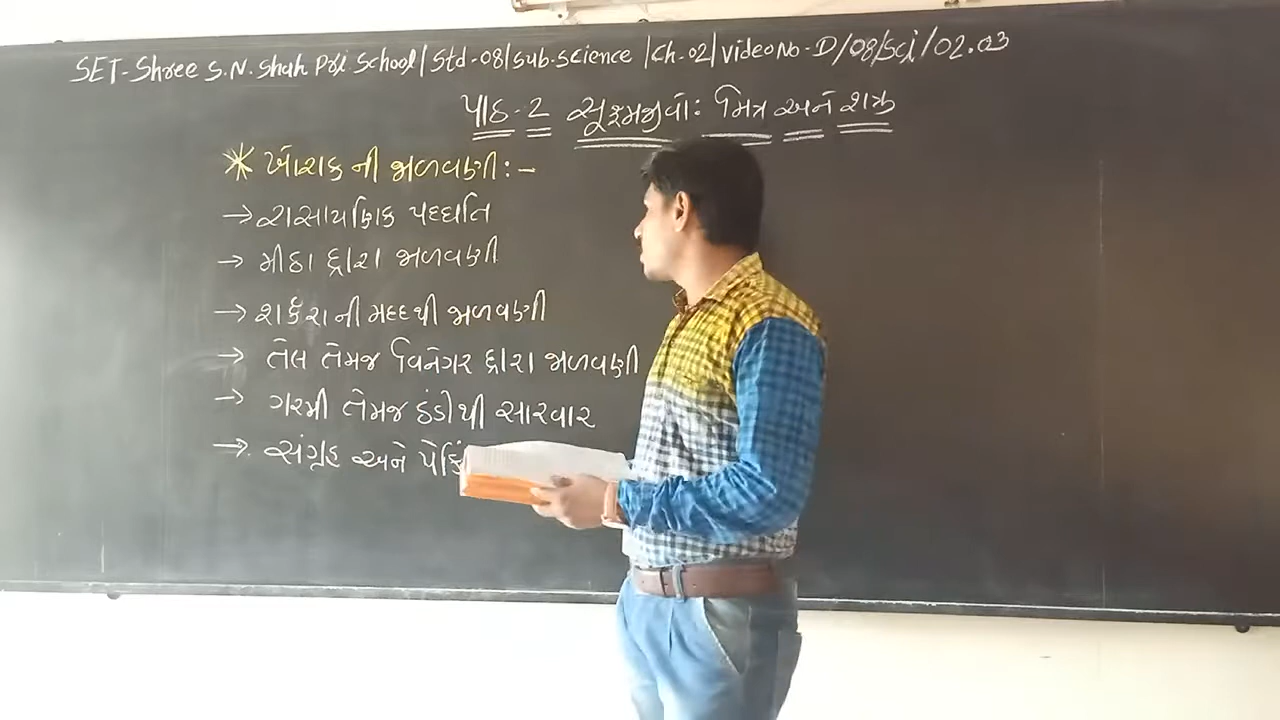 SET-Shree S.N. Shah Pri School | Std-08 | Sub-Science | Ch-02 | Video No-D/08/Sci/02.03
પાઠ-2 સૂક્ષ્મજીવો: મિત્ર અને શત્રુ
* ખોરાક ની જાળવણી :-
→ રાસાયણિક પદ્ધતિ
→ મીઠા દ્વારા જાળવણી
→ શર્કરા ની મદદથી જાળવણી
→ તેલ તેમજ વિનેગર દ્વારા જાળવણી
→ ગરમી તેમજ ઠંડીથી સારવાર
→ સંગ્રહ અને